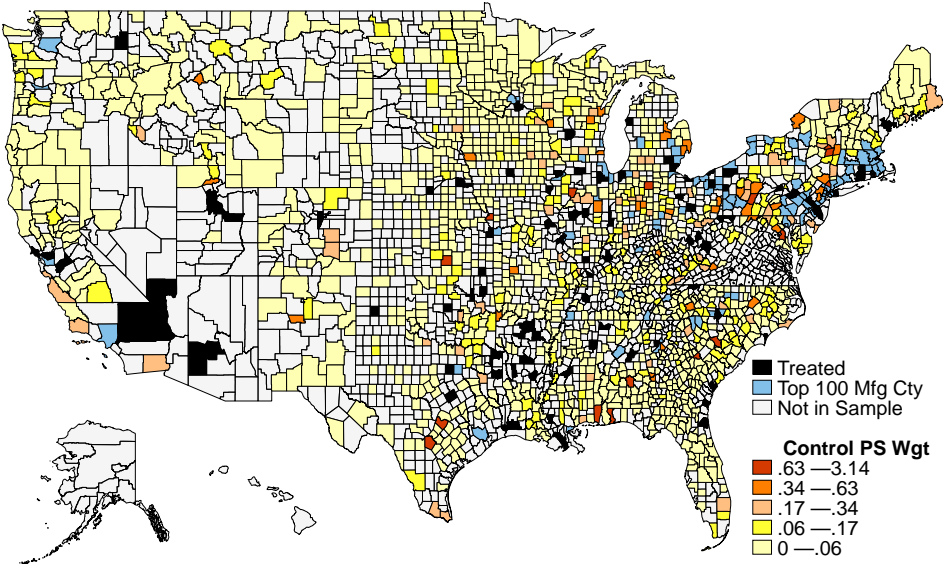 Treated
Top 100 Mfg Cty
Not in Sample
Control PS Wgt
.63 —3.14
.34 —.63
.17 —.34
.06 —.17
0 —.06